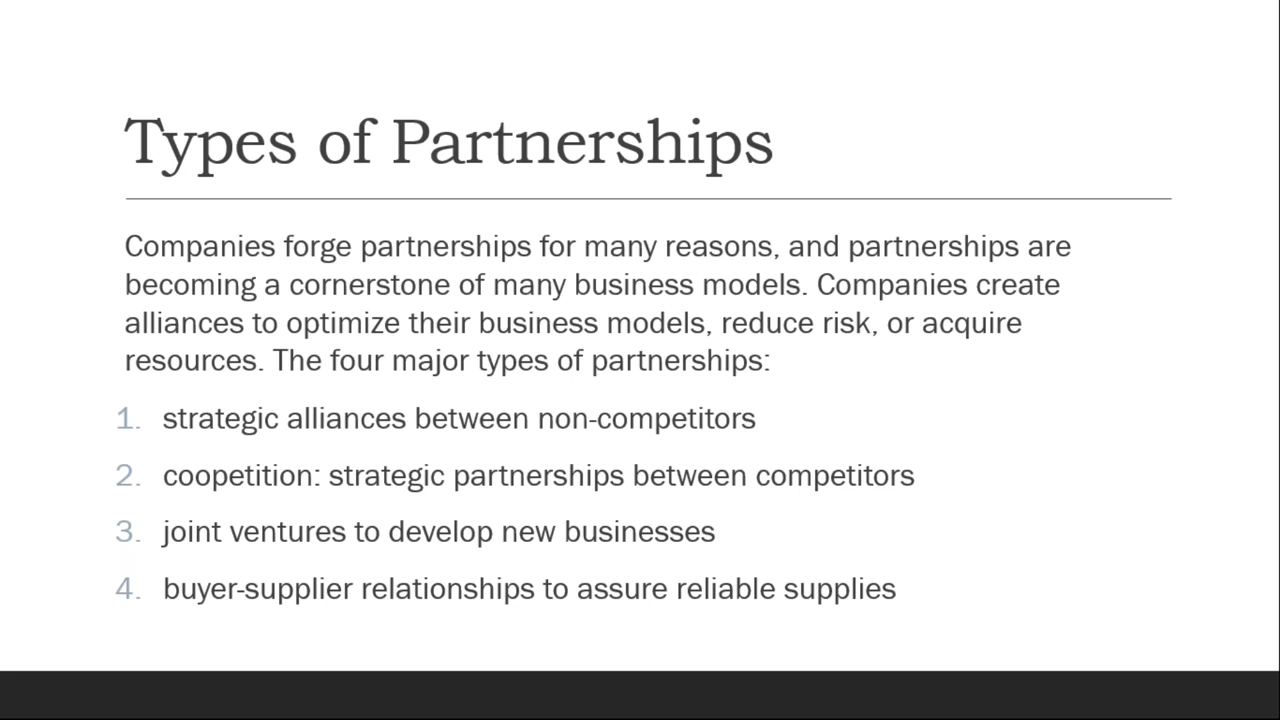 Types of Partnerships
Companies forge partnerships for many reasons, and partnerships are
becoming a cornerstone of many business models. Companies create
alliances to optimize their business models, reduce risk, or acquire
resources. The four major types of partnerships:
1. strategic alliances between non-competitors
2. coopetition: strategic partnerships between competitors
3. joint ventures to develop new businesses
4. buyer-supplier relationships to assure reliable supplies